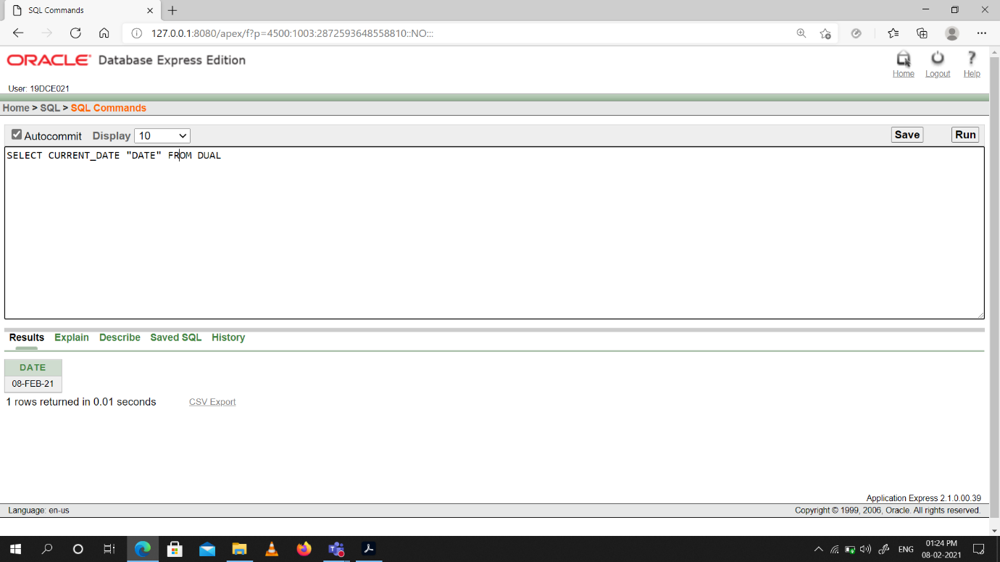 SQL Commands
127.0.0.1:8080/apex/f?p=4500:1003:2872593648558810::NO:::
ORACLE Database Express Edition
Home Logout Help
User: 19DCE021
Home > SQL > SQL Commands
Autocommit Display 10 Save Run
SELECT CURRENT_DATE "DATE" FROM DUAL
Results Explain Describe Saved SQL History
DATE
08-FEB-21
1 rows returned in 0.01 seconds CSV Export
Application Express 2.1.0.00.39
Language: en-us Copyright © 1999, 2006, Oracle. All rights reserved.
ENG 01:24 PM
08-02-2021